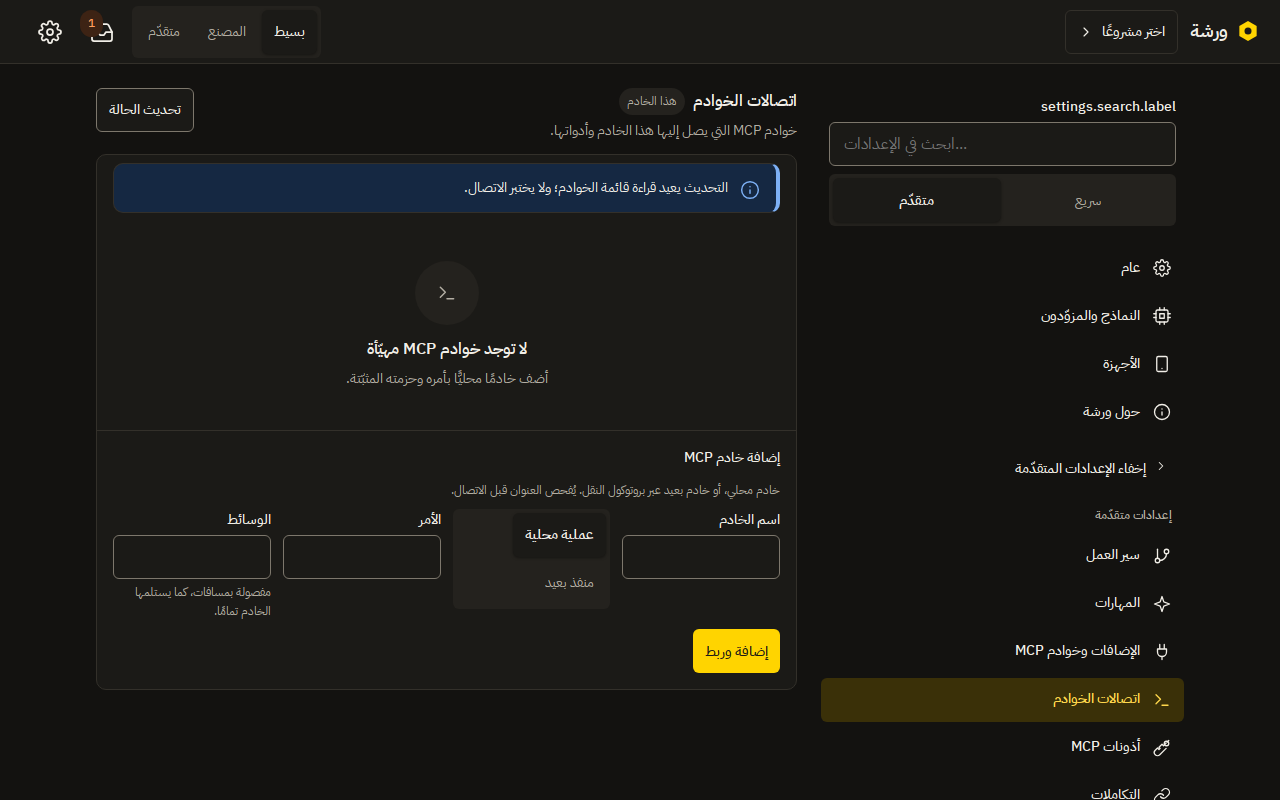 ورشة
اختر مشروعًا
بسيط
المصنع
متقدّم
1
settings.search.label
ابحث في الإعدادات...
سريع
متقدّم
عام
النماذج والمزوّدون
الأجهزة
حول ورشة
إخفاء الإعدادات المتقدّمة
إعدادات متقدّمة
سير العمل
المهارات
الإضافات وخوادم MCP
اتصالات الخوادم
أذونات MCP
التكاملات
اتصالات الخوادم
هذا الخادم
خوادم MCP التي يصل إليها هذا الخادم وأدواتها.
تحديث الحالة
التحديث يعيد قراءة قائمة الخوادم؛ ولا يختبر الاتصال.
لا توجد خوادم MCP مهيّأة
أضف خادمًا محليًّا بأمره وحزمته المثبّتة.
إضافة خادم MCP
خادم محلي، أو خادم بعيد عبر بروتوكول النقل. يُفحص العنوان قبل الاتصال.
اسم الخادم
عملية محلية
منفذ بعيد
الأمر
الوسائط
مفصولة بمسافات، كما يستلمها
الخادم تمامًا.
إضافة وربط